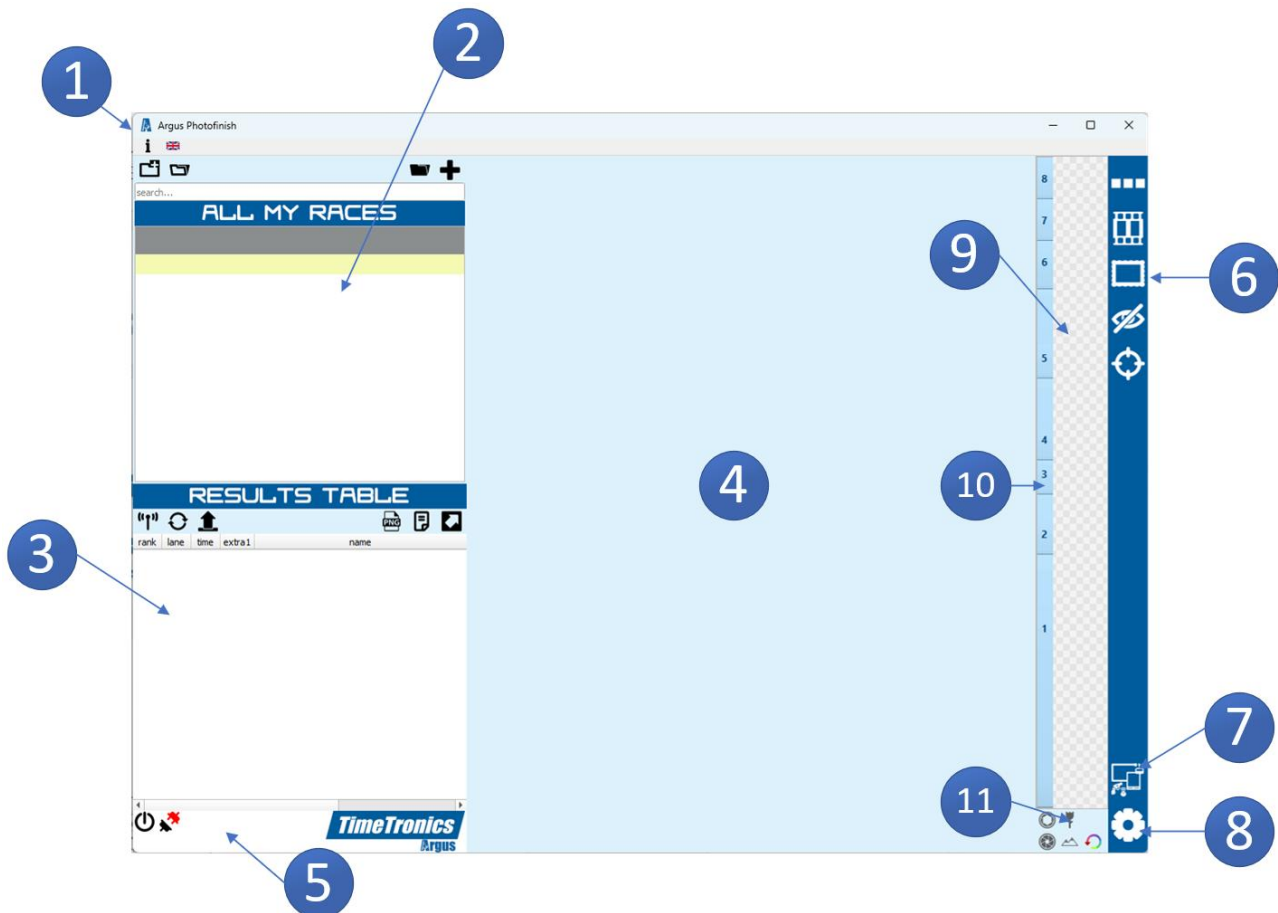 2
1
Argus Photofinish
i
search...
ALL MY RACES
RESULTS TABLE
PNG
rank lane time extra1 name
3
4
5
6
7
8
9
10
11
8
7
6
5
4
3
2
1
TimeTronics
Argus